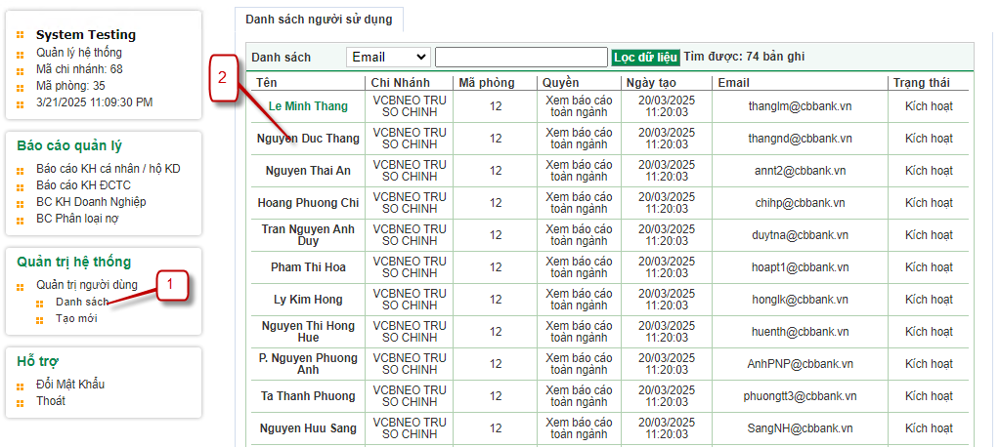 System Testing
Quản lý hệ thống
Mã chi nhánh: 68
Mã phòng: 35
3/21/2025 11:09:30 PM
Báo cáo quản lý
Báo cáo KH cá nhân / hộ KD
Báo cáo KH ĐCTC
BC KH Doanh Nghiệp
BC Phân loại nợ
Quản trị hệ thống
Quản trị người dùng
Danh sách
Tạo mới
1
Hỗ trợ
Đổi Mật Khẩu
Thoát
Danh sách người sử dụng
Danh sách Email Lọc dữ liệu Tìm được: 74 bản ghi
2
Tên Chi Nhánh Mã phòng Quyền Ngày tạo Email Trạng thái
Le Minh Thang VCBNEO TRU SO CHINH 12 Xem báo cáo toàn ngành 20/03/2025 11:20:03 thanglm@cbbank.vn Kích hoạt
Nguyen Duc Thang VCBNEO TRU SO CHINH 12 Xem báo cáo toàn ngành 20/03/2025 11:20:03 thangnd@cbbank.vn Kích hoạt
Nguyen Thai An VCBNEO TRU SO CHINH 12 Xem báo cáo toàn ngành 20/03/2025 11:20:03 annt2@cbbank.vn Kích hoạt
Hoang Phuong Chi VCBNEO TRU SO CHINH 12 Xem báo cáo toàn ngành 20/03/2025 11:20:03 chihp@cbbank.vn Kích hoạt
Tran Nguyen Anh Duy VCBNEO TRU SO CHINH 12 Xem báo cáo toàn ngành 20/03/2025 11:20:03 duytna@cbbank.vn Kích hoạt
Pham Thi Hoa VCBNEO TRU SO CHINH 12 Xem báo cáo toàn ngành 20/03/2025 11:20:03 hoapt1@cbbank.vn Kích hoạt
Ly Kim Hong VCBNEO TRU SO CHINH 12 Xem báo cáo toàn ngành 20/03/2025 11:20:03 honglk@cbbank.vn Kích hoạt
Nguyen Thi Hong Hue VCBNEO TRU SO CHINH 12 Xem báo cáo toàn ngành 20/03/2025 11:20:03 huenth@cbbank.vn Kích hoạt
P. Nguyen Phuong Anh VCBNEO TRU SO CHINH 12 Xem báo cáo toàn ngành 20/03/2025 11:20:03 AnhPNP@cbbank.vn Kích hoạt
Ta Thanh Phuong VCBNEO TRU SO CHINH 12 Xem báo cáo toàn ngành 20/03/2025 11:20:03 phuongtt3@cbbank.vn Kích hoạt
Nguyen Huu Sang VCBNEO TRU SO CHINH 12 Xem báo cáo toàn ngành 20/03/2025 11:20:03 SangNH@cbbank.vn Kích hoạt